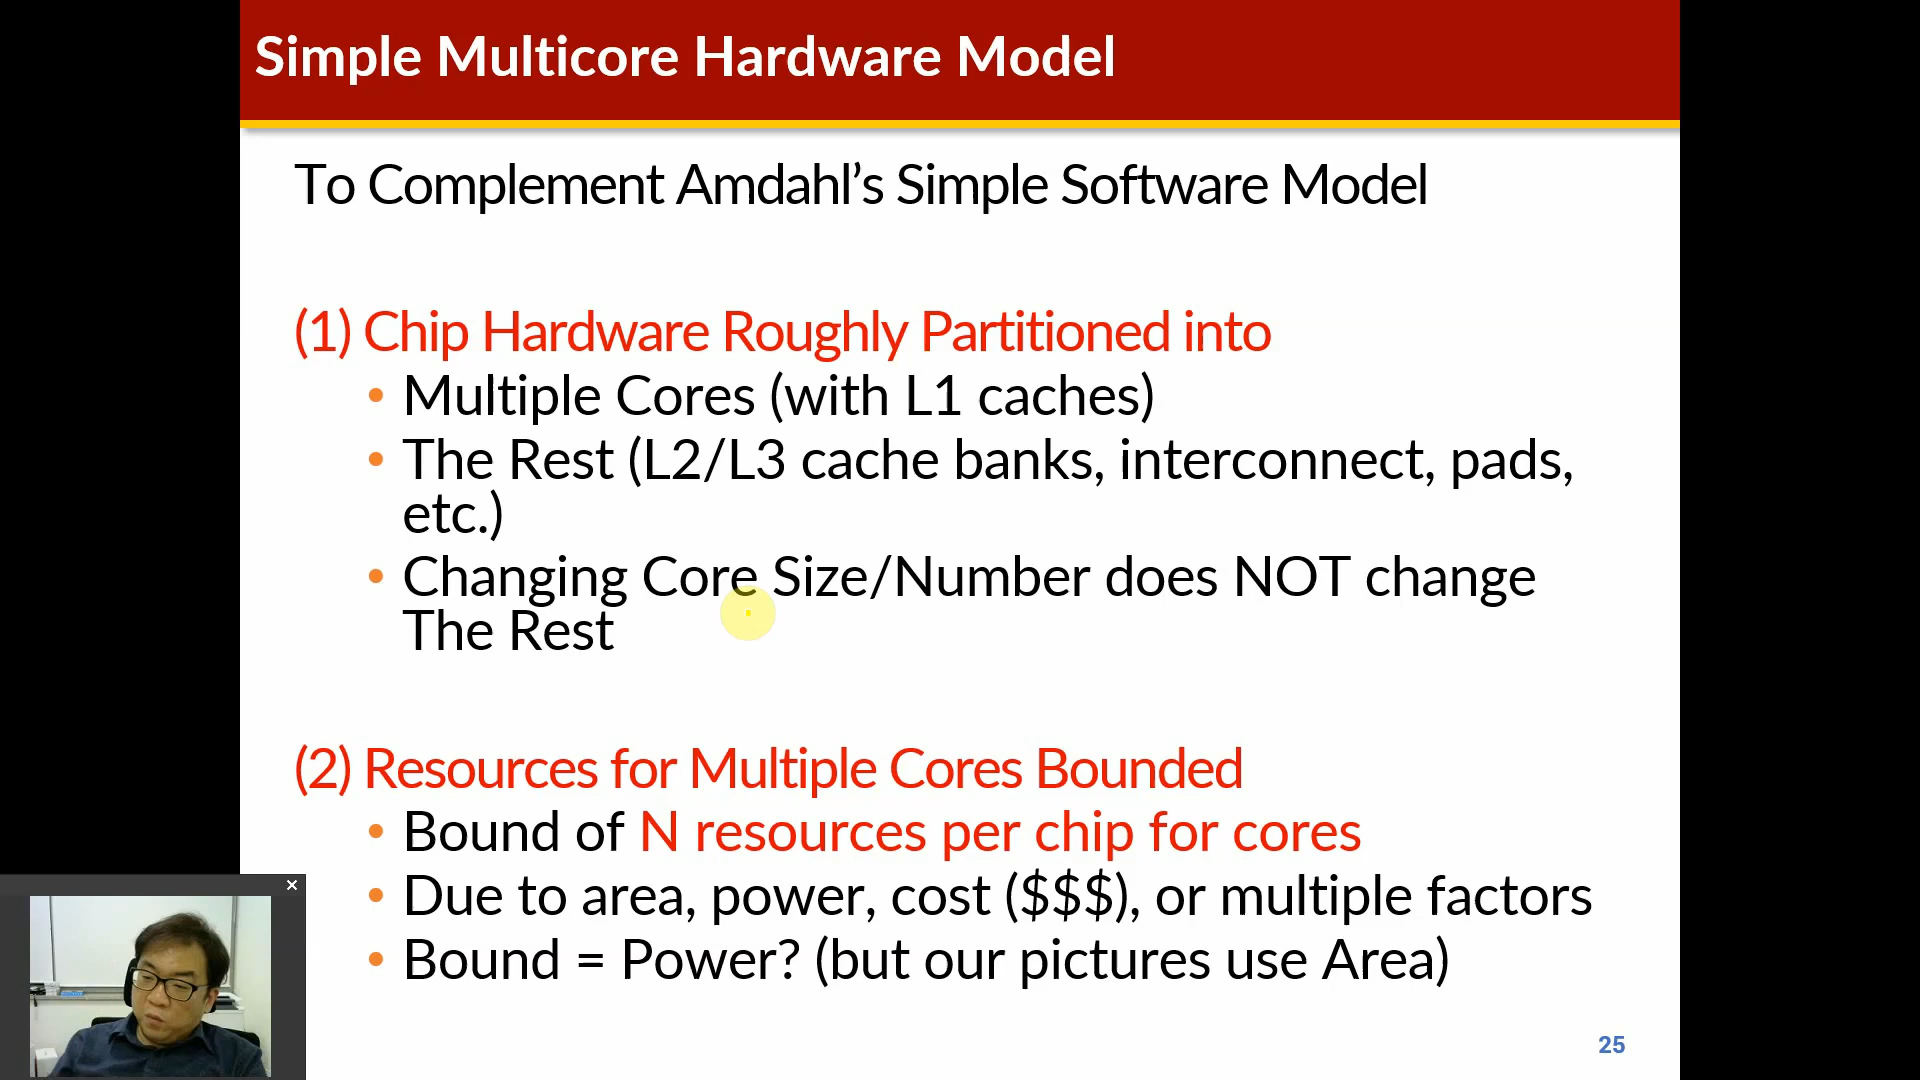 Simple Multicore Hardware Model
To Complement Amdahl’s Simple Software Model
(1) Chip Hardware Roughly Partitioned into
• Multiple Cores (with L1 caches)
• The Rest (L2/L3 cache banks, interconnect, pads,
etc.)
• Changing Core Size/Number does NOT change
The Rest
(2) Resources for Multiple Cores Bounded
• Bound of N resources per chip for cores
• Due to area, power, cost ($$$), or multiple factors
• Bound = Power? (but our pictures use Area)
25